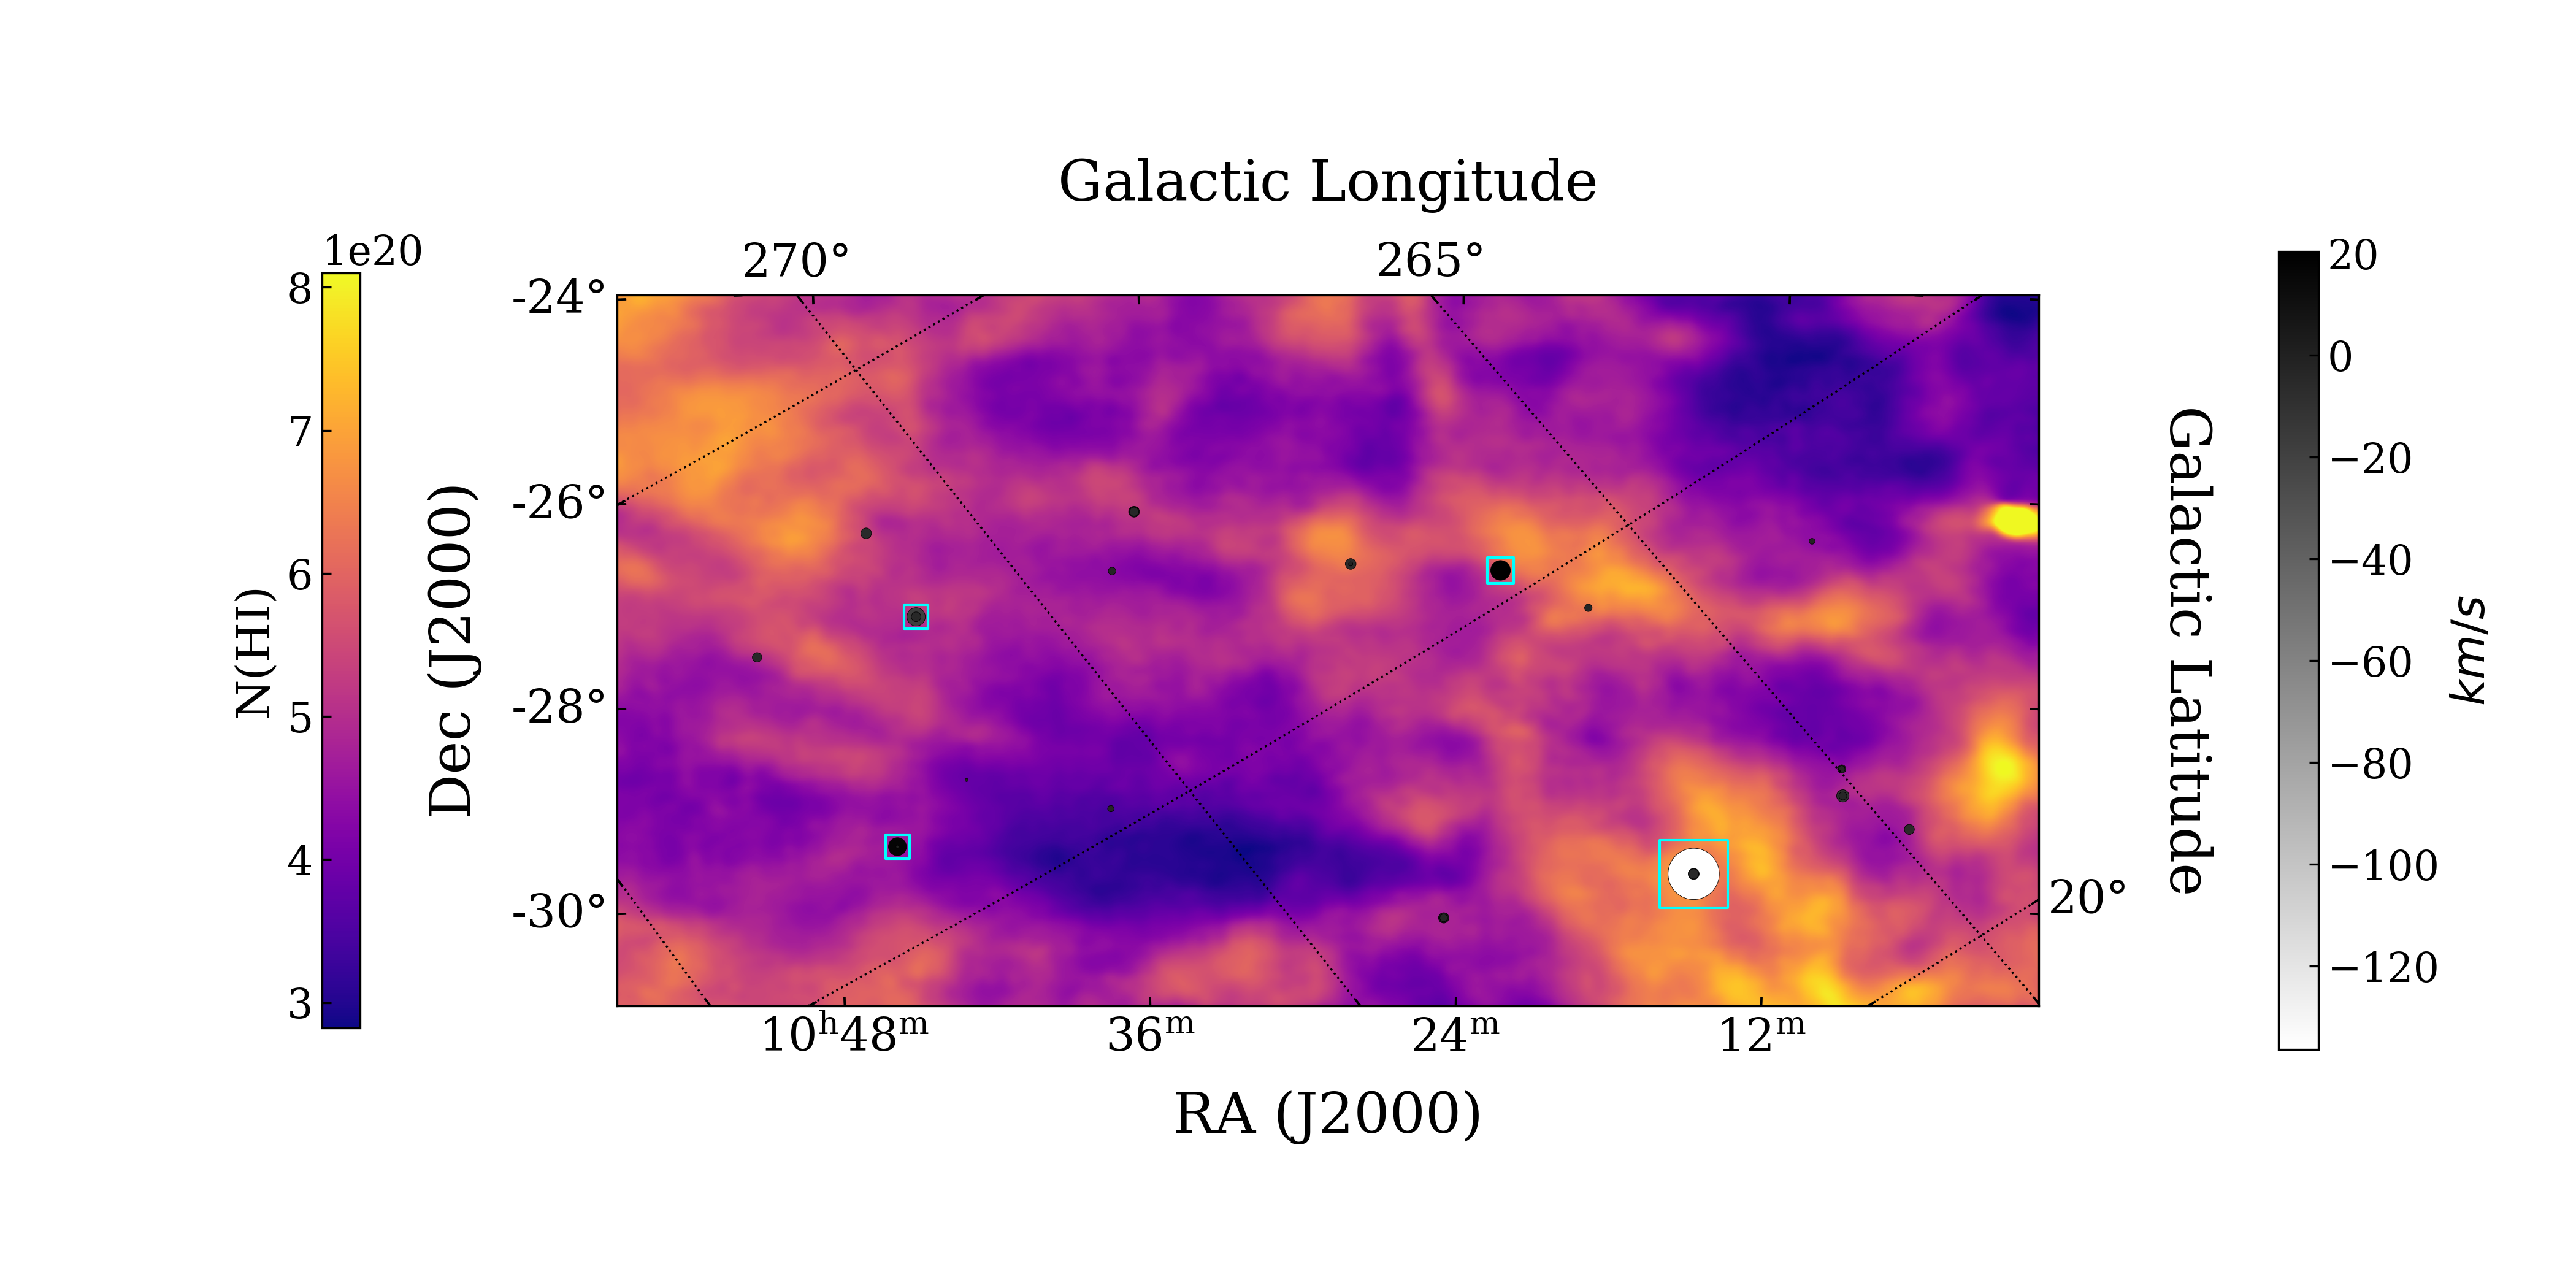 Galactic Longitude
270° 265°
1e20
8
7
6
5
4
3
N(HI)
Dec (J2000)
-24°
-26°
-28°
-30°
10ʰ48ᵐ 36ᵐ 24ᵐ 12ᵐ
RA (J2000)
20°
Galactic Latitude
20
0
−20
−40
−60
−80
−100
−120
km/s